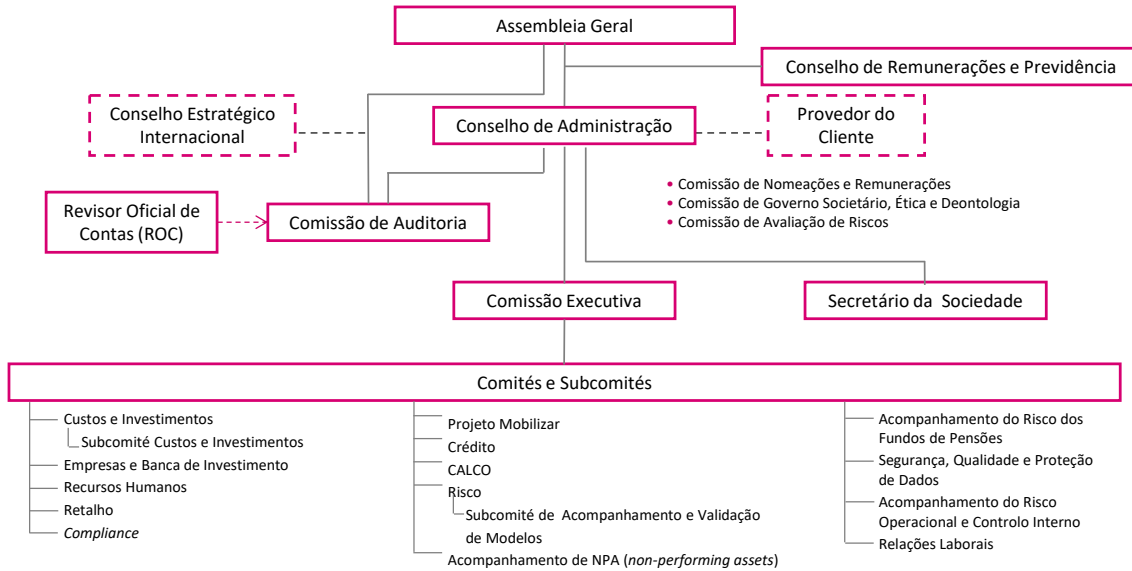 Assembleia Geral
Conselho de Remunerações e Previdência
Conselho Estratégico
Internacional
Conselho de Administração
Provedor do
Cliente
• Comissão de Nomeações e Remunerações
• Comissão de Governo Societário, Ética e Deontologia
• Comissão de Avaliação de Riscos
Revisor Oficial de
Contas (ROC)
Comissão de Auditoria
Comissão Executiva
Secretário da Sociedade
Comités e Subcomités
Custos e Investimentos
Subcomité Custos e Investimentos
Empresas e Banca de Investimento
Recursos Humanos
Retalho
Compliance
Projeto Mobilizar
Crédito
CALCO
Risco
Subcomité de Acompanhamento e Validação
de Modelos
Acompanhamento de NPA (non-performing assets)
Acompanhamento do Risco dos
Fundos de Pensões
Segurança, Qualidade e Proteção
de Dados
Acompanhamento do Risco
Operacional e Controlo Interno
Relações Laborais